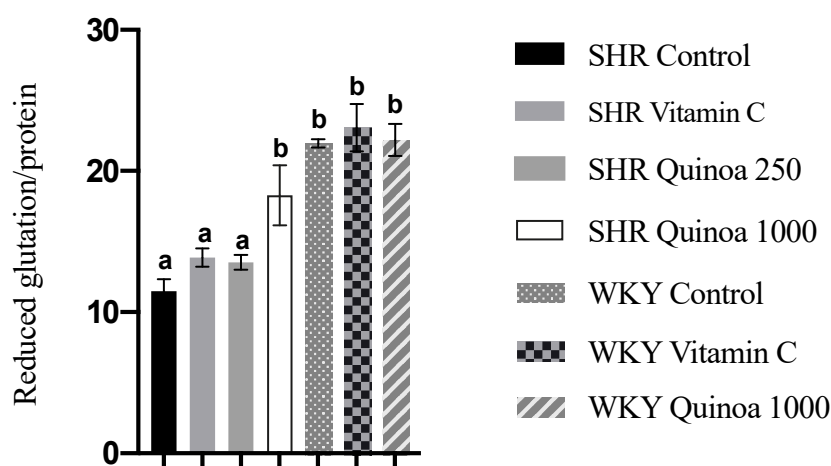 Reduced glutation/protein
30
20
10
0
a
a
a
b
b
b
b
SHR Control
SHR Vitamin C
SHR Quinoa 250
SHR Quinoa 1000
WKY Control
WKY Vitamin C
WKY Quinoa 1000